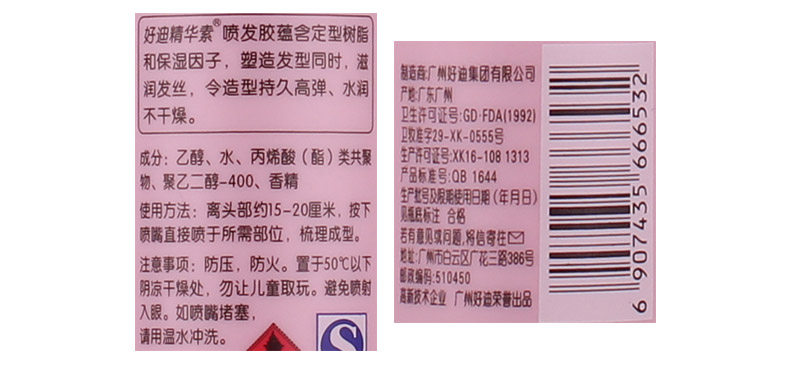 好迪精华素®喷发胶蕴含定型树脂
和保湿因子，塑造发型同时，滋
润发丝，令造型持久高弹、水润
不干燥。
成分：乙醇、水、丙烯酸（酯）类共聚
物、聚乙二醇-400、香精
使用方法：离头部约15-20厘米，按下
喷嘴直接喷于所需部位，梳理成型。
注意事项：防压，防火。置于50℃以下
阴凉干燥处，勿让儿童取玩。避免喷射
入眼。如喷嘴堵塞，
请用温水冲洗。
制造商:广州好迪集团有限公司
产地:广东广州
卫生许可证号:GD·FDA(1992)
卫妆准字29-XK-0555号
生产许可证号:XK16-108 1313
产品标准号:QB 1644
生产批号及限期使用日期（年月日）
见瓶底标注 合格
若有意见或问题,将信寄往
地址:广州市白云区广花三路386号
邮政编码:510450
高新技术企业 广州好迪荣誉出品
6 907435 666532